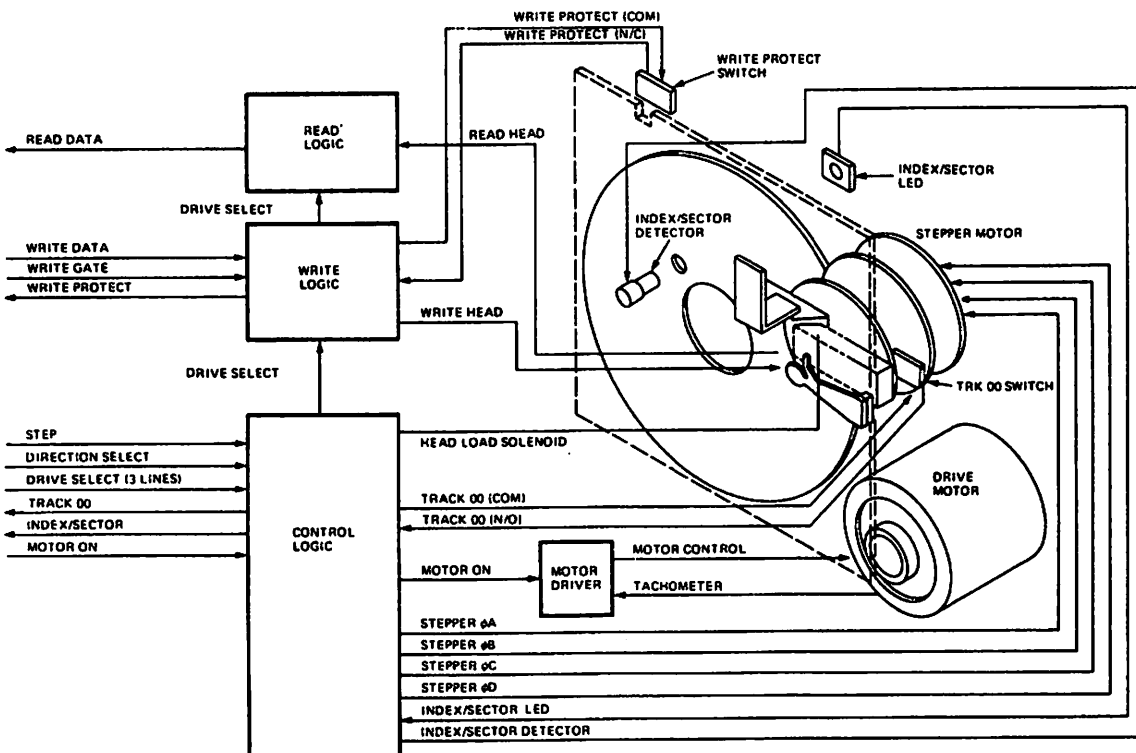 WRITE PROTECT (COM)
WRITE PROTECT (N/C)
WRITE PROTECT
SWITCH
READ DATA
READ'
LOGIC
READ HEAD
INDEX/SECTOR
LED
DRIVE SELECT
INDEX/SECTOR
DETECTOR
STEPPER MOTOR
WRITE DATA
WRITE GATE
WRITE PROTECT
WRITE
LOGIC
WRITE HEAD
DRIVE SELECT
TRK 00 SWITCH
STEP
DIRECTION SELECT
DRIVE SELECT (3 LINES)
TRACK 00
INDEX/SECTOR
MOTOR ON
CONTROL
LOGIC
HEAD LOAD SOLENOID
TRACK 00 (COM)
TRACK 00 (N/O)
DRIVE
MOTOR
MOTOR ON
MOTOR
DRIVER
MOTOR CONTROL
TACHOMETER
STEPPER øA
STEPPER øB
STEPPER øC
STEPPER øD
INDEX/SECTOR LED
INDEX/SECTOR DETECTOR